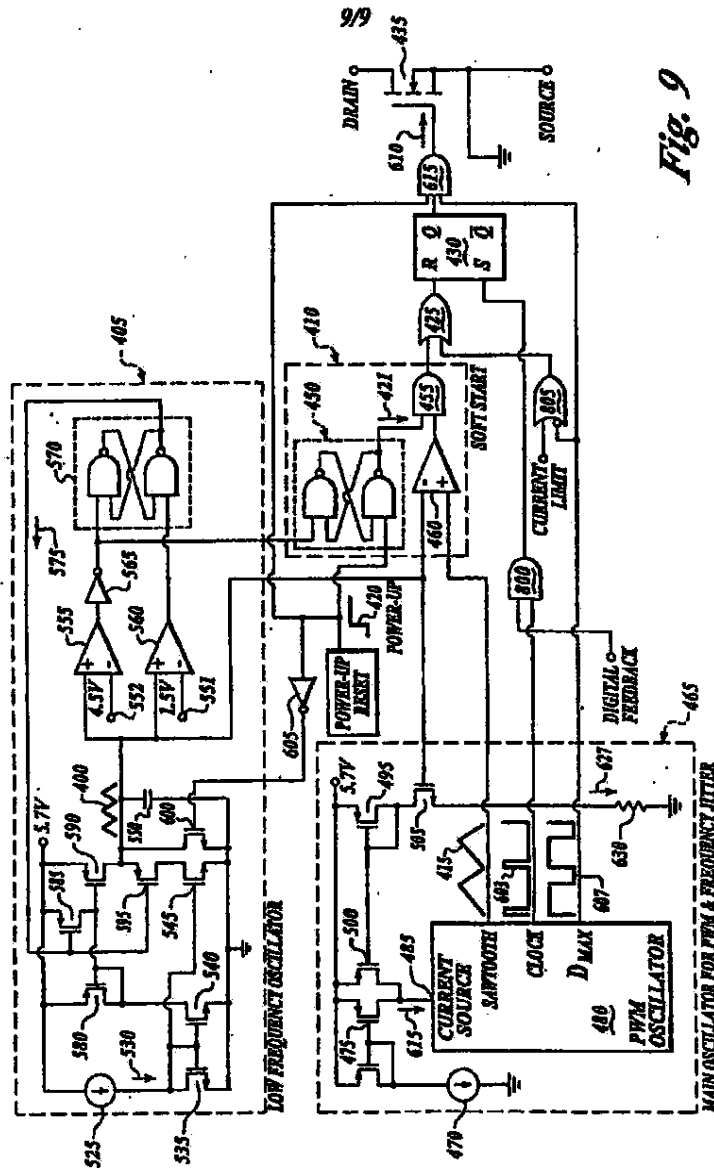 9/9
405
570
575
4.5V
555
565
552
1.5V
560
551
400
5.7V
590
585
580
530
595
550
600
545
540
525
535
LOW FREQUENCY OSCILLATOR
410
450
421
455
460
SOFT START
605
POWER-UP
RESET
420
POWER-UP
DRAIN
435
610
615
SOURCE
R Q
430
S Q
425
805
CURRENT
LIMIT
800
DIGITAL
FEEDBACK
465
5.7V
495
500
505
475
615
485
470
627
630
415
603
607
CURRENT
SOURCE
SAWTOOTH
CLOCK
DMAX
480
PWM
OSCILLATOR
MAIN OSCILLATOR FOR PWM & FREQUENCY JITTER
Fig. 9